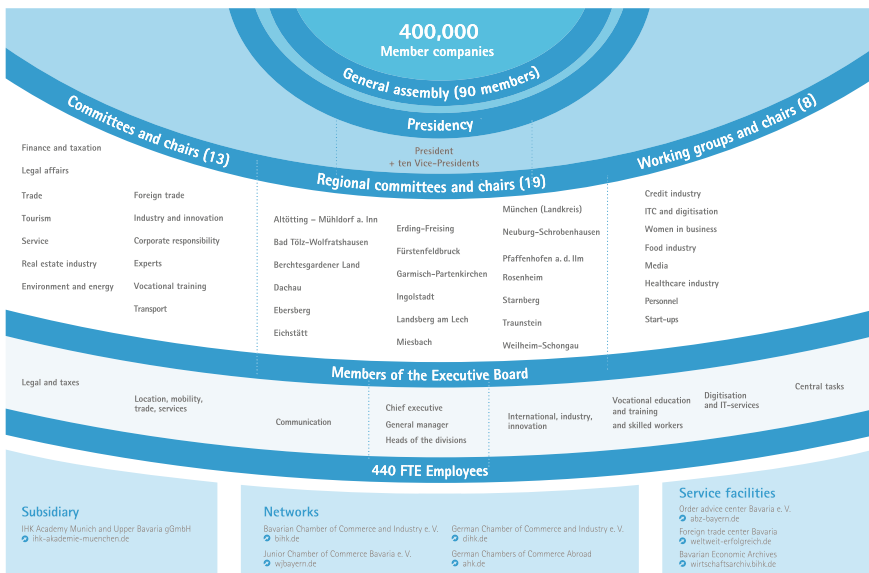 400,000
Member companies
General assembly (90 members)
Presidency
President
+ ten Vice-Presidents
Committees and chairs (13)
Finance and taxation
Legal affairs
Trade
Tourism
Service
Real estate industry
Environment and energy
Foreign trade
Industry and innovation
Corporate responsibility
Experts
Vocational training
Transport
Regional committees and chairs (19)
Altötting – Mühldorf a. Inn
Bad Tölz-Wolfratshausen
Berchtesgardener Land
Dachau
Ebersberg
Eichstätt
Erding-Freising
Fürstenfeldbruck
Garmisch-Partenkirchen
Ingolstadt
Landsberg am Lech
Miesbach
München (Landkreis)
Neuburg-Schrobenhausen
Pfaffenhofen a. d. Ilm
Rosenheim
Starnberg
Traunstein
Weilheim-Schongau
Working groups and chairs (8)
Credit industry
ITC and digitisation
Women in business
Food industry
Media
Healthcare industry
Personnel
Start-ups
Members of the Executive Board
Legal and taxes
Location, mobility,
trade, services
Communication
Chief executive
General manager
Heads of the divisions
International, industry,
innovation
Vocational education
and training
and skilled workers
Digitisation
and IT-services
Central tasks
440 FTE Employees
Subsidiary
IHK Academy Munich and Upper Bavaria gGmbH
ihk-akademie-muenchen.de
Networks
Bavarian Chamber of Commerce and Industry e. V.
bihk.de
Junior Chamber of Commerce Bavaria e. V.
wjbayern.de
German Chamber of Commerce and Industry e. V.
dihk.de
German Chambers of Commerce Abroad
ahk.de
Service facilities
Order advice center Bavaria e. V.
abz-bayern.de
Foreign trade center Bavaria
weltweit-erfolgreich.de
Bavarian Economic Archives
wirtschaftsarchiv.bihk.de